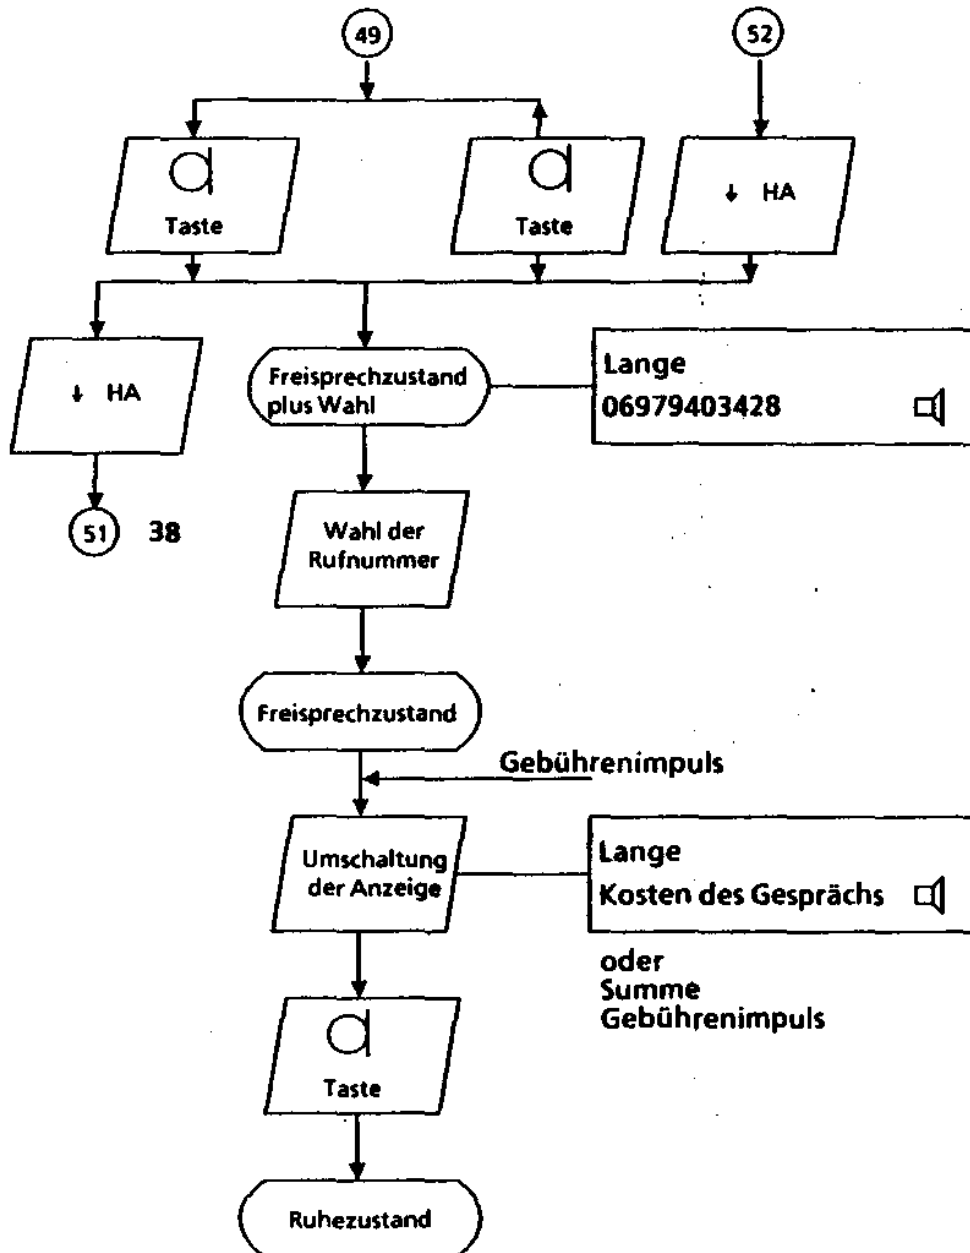 49
52
Taste
Taste
↓ HA
↓ HA
Freisprechzustand
plus Wahl
Lange
06979403428
51
38
Wahl der
Rufnummer
Freisprechzustand
Gebührenimpuls
Umschaltung
der Anzeige
Lange
Kosten des Gesprächs
oder
Summe
Gebührenimpuls
Taste
Ruhezustand